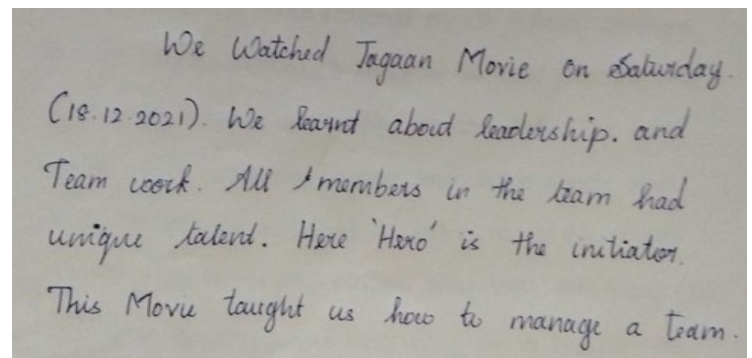 We Watched Jagaan Movie on Saturday.
(18.12.2021). We learnt about leadership. and
Team work. All members in the team had
unique talent. Here 'Hero' is the initiator.
This Movie taught us how to manage a team.